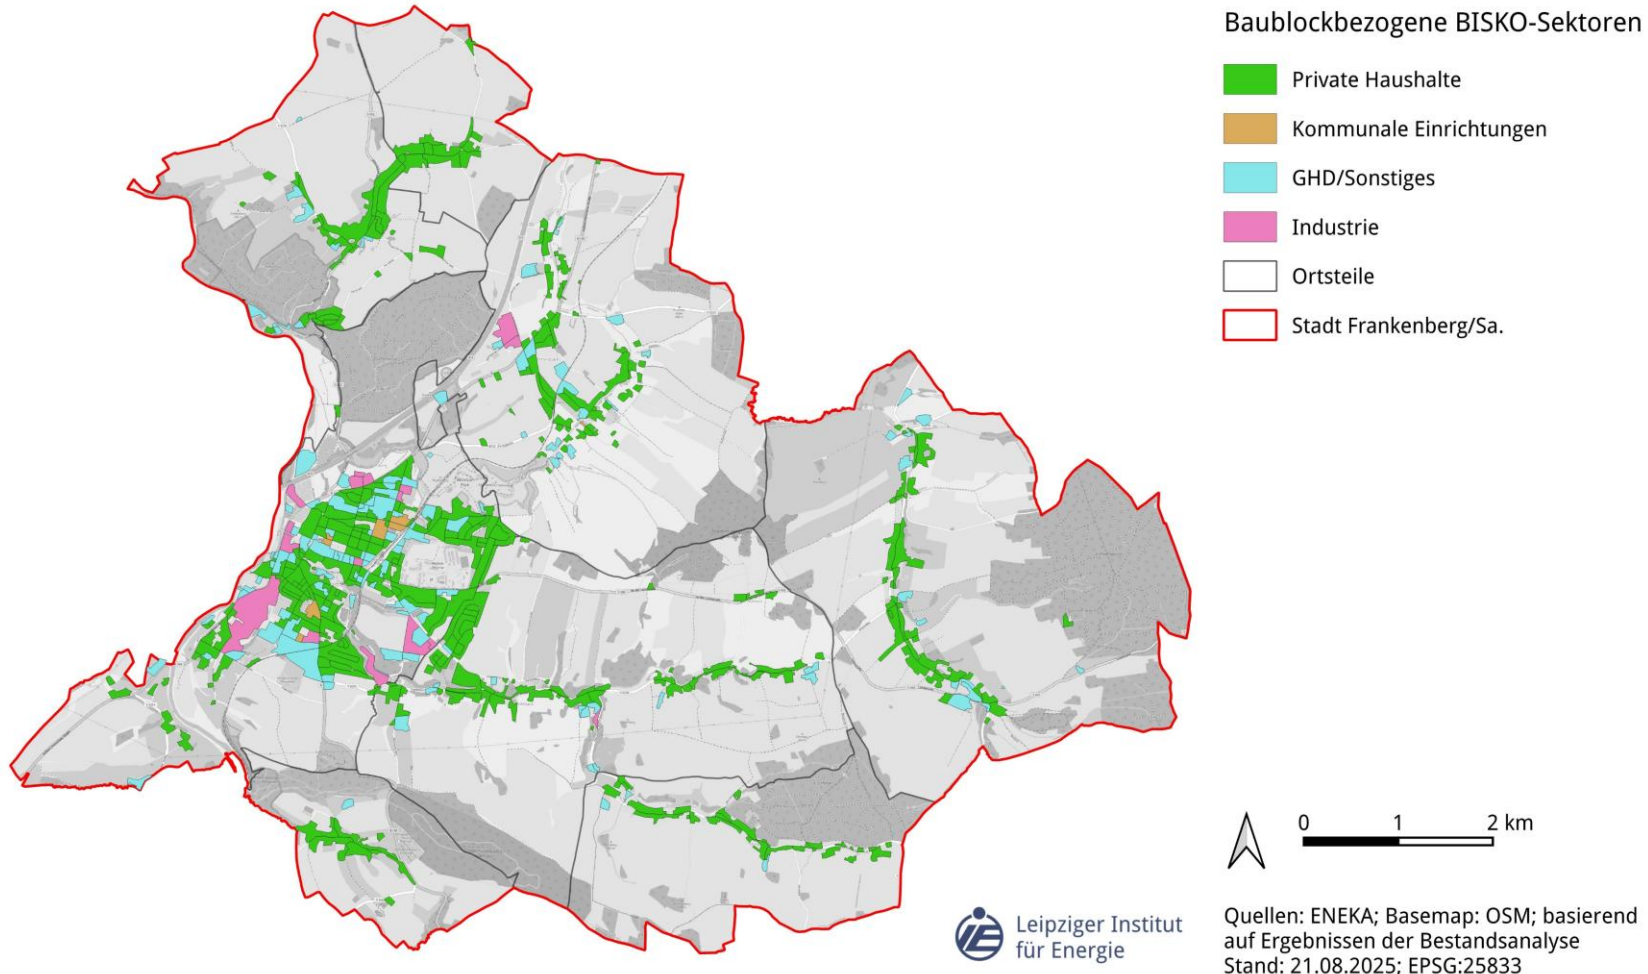 Baublockbezogene BISKO-Sektoren
Private Haushalte
Kommunale Einrichtungen
GHD/Sonstiges
Industrie
Ortsteile
Stadt Frankenberg/Sa.
0 1 2 km
Leipziger Institut
für Energie
Quellen: ENEKA; Basemap: OSM; basierend
auf Ergebnissen der Bestandsanalyse
Stand: 21.08.2025; EPSG:25833